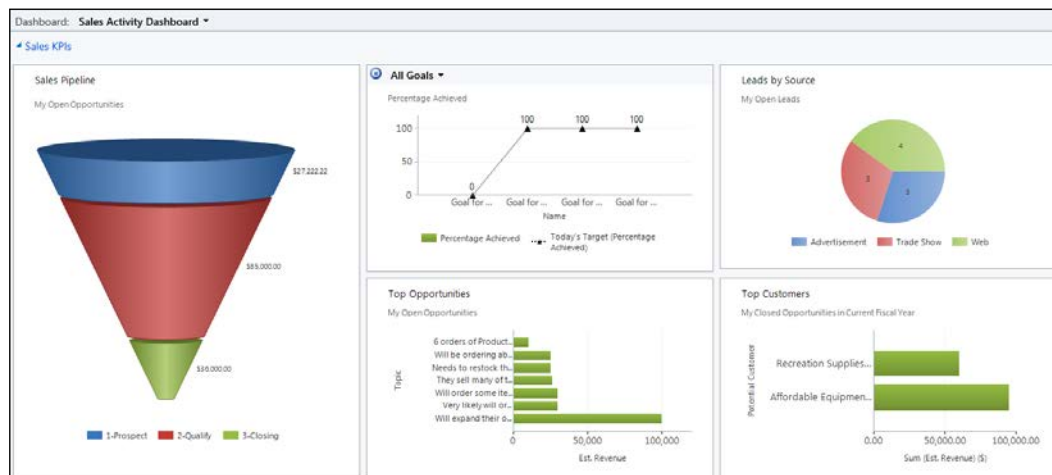 Dashboard: Sales Activity Dashboard
Sales KPIs
Sales Pipeline
My Open Opportunities
$27,222.22
$85,000.00
$36,000.00
1-Prospect 2-Qualify 3-Closing
All Goals
Percentage Achieved
100
50
0
0 100 100 100
Goal for ... Goal for ... Goal for ... Goal for ...
Name
Percentage Achieved Today's Target (Percentage
Achieved)
Leads by Source
My Open Leads
4
3
3
Advertisement Trade Show Web
Top Opportunities
My Open Opportunities
Topic
6 orders of Product...
Will be ordering ab...
Needs to restock th...
They sell many of t...
Will order some ite...
Very likely will or...
Will expand their o...
0 50,000 100,000
Est. Revenue
Top Customers
My Closed Opportunities in Current Fiscal Year
Potential Customer
Recreation Supplies...
Affordable Equipmen...
0.00 50,000.00 100,000.00
Sum (Est. Revenue) ($)